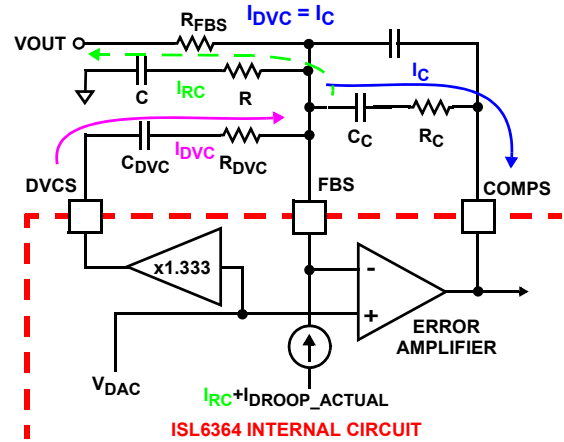 RFBS
IDVC = IC
VOUT
C
IRC
R
IC
CC
RC
CDVC
IDVC
RDVC
DVCS
FBS
COMPS
x1.333
-
+
ERROR
AMPLIFIER
VDAC
IRC+IDROOP_ACTUAL
ISL6364 INTERNAL CIRCUIT